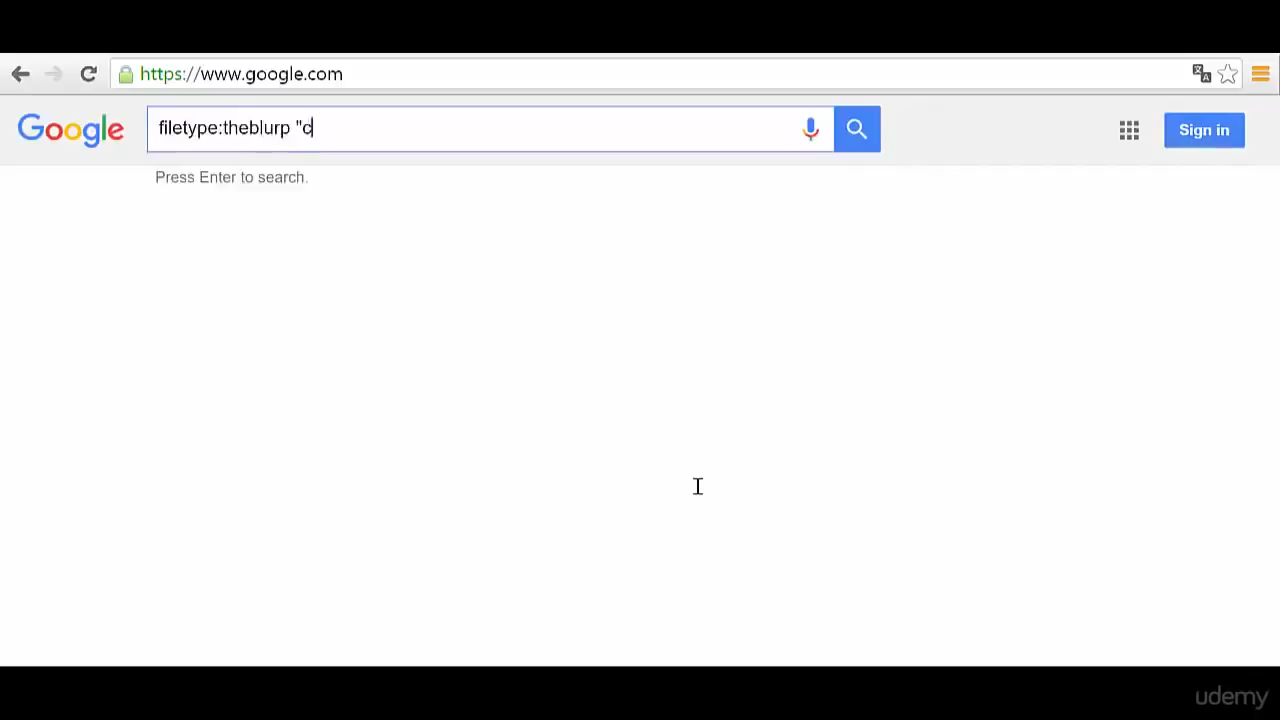 https://www.google.com
Google
filetype:theblurp "c
Sign in
Press Enter to search.
udemy